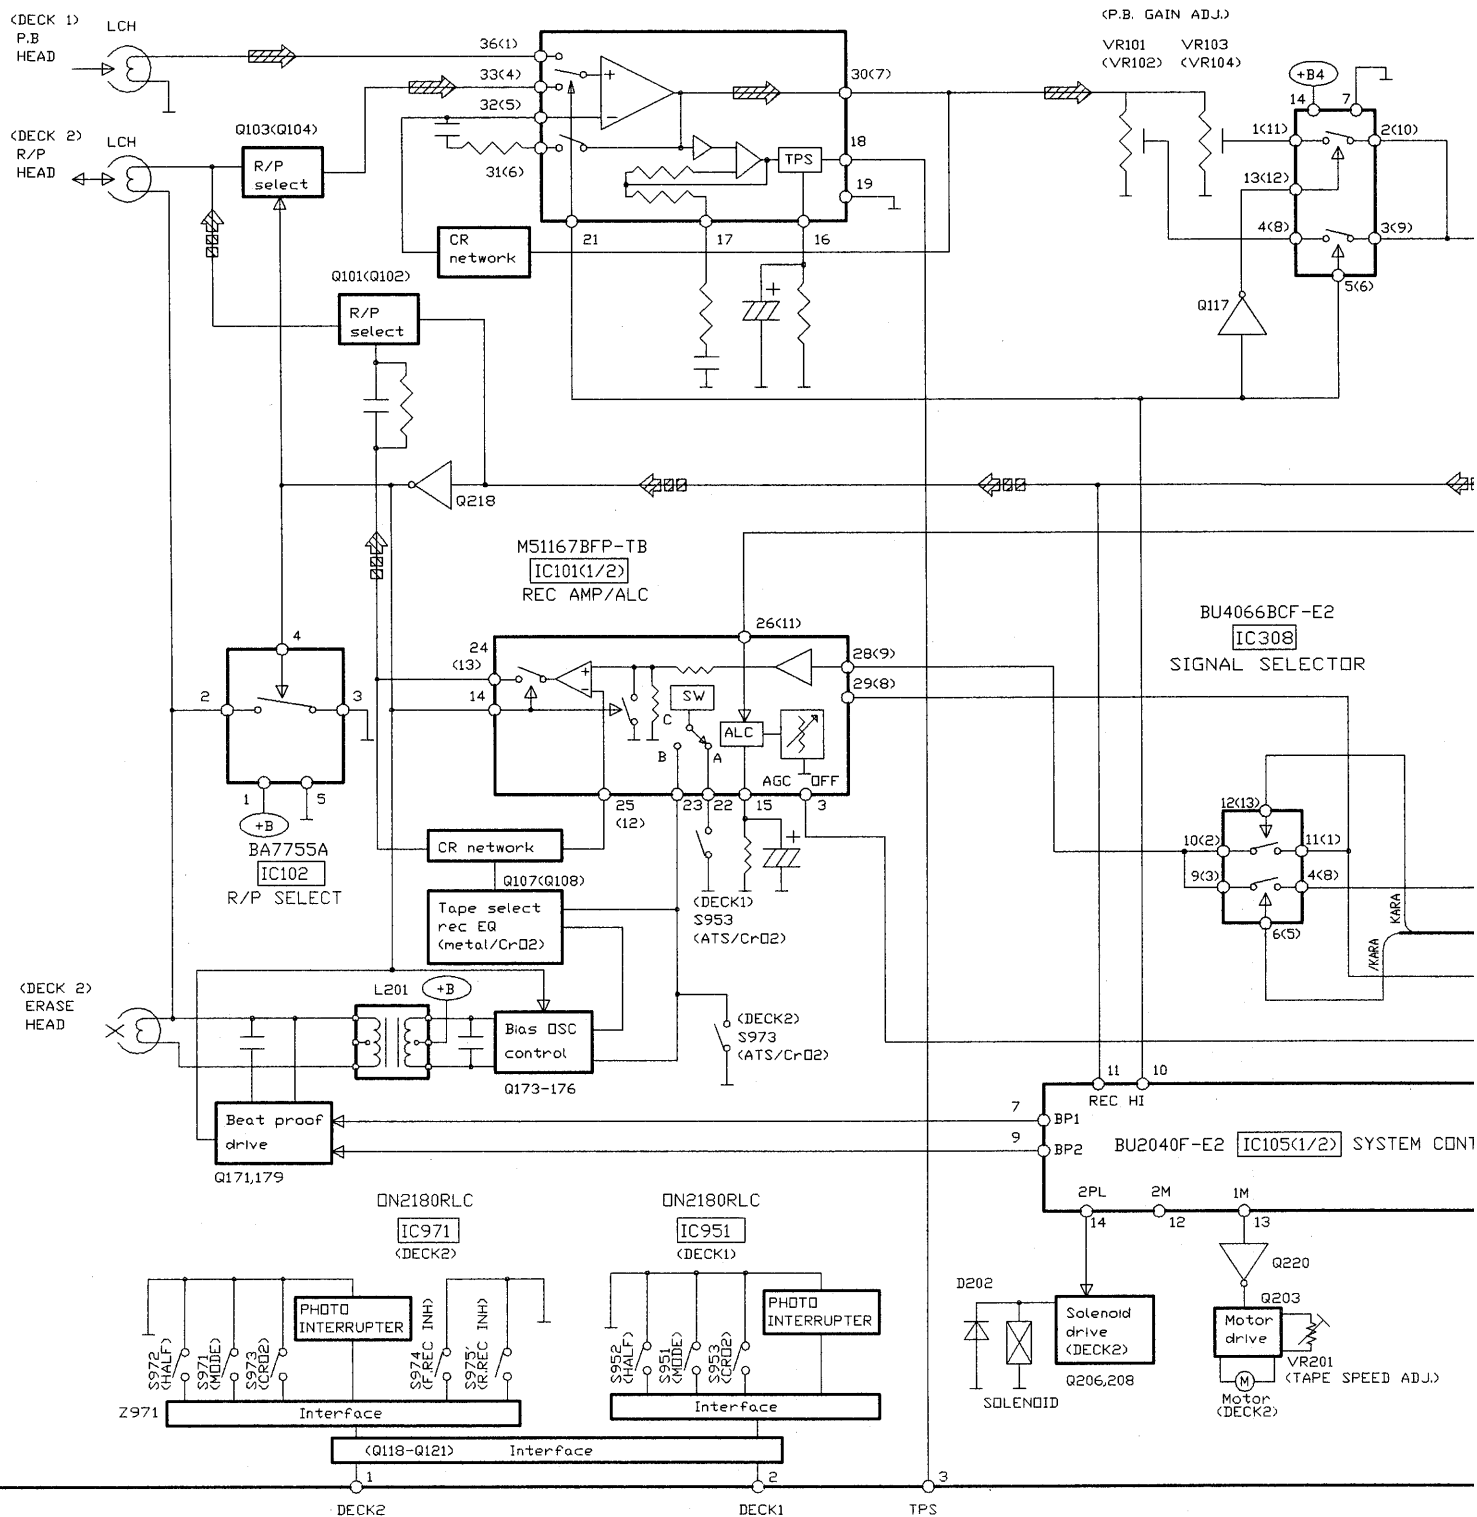 (DECK 1)
P.B
HEAD
LCH
36(1)
33(4)
32(5)
31(6)
30(7)
18
TPS
19
21
17
16
(P.B. GAIN ADJ.)
VR101
(VR102)
VR103
(VR104)
+B4
14
7
1(11)
2(10)
13(12)
4(8)
3(9)
5(6)
Q117
(DECK 2)
R/P
HEAD
LCH
Q103(Q104)
R/P
select
CR
network
Q101(Q102)
R/P
select
Q218
M51167BFP-TB
IC101(1/2)
REC AMP/ALC
26(11)
24
(13)
14
28(9)
29(8)
+
-
SW
C
B
A
ALC
AGC OFF
25
(12)
23
22
15
3
4
2
3
1
5
+B
BA7755A
IC102
R/P SELECT
CR network
Q107(Q108)
Tape select
rec EQ
(metal/CrO2)
(DECK1)
S953
(ATS/CrO2)
BU4066BCF-E2
IC308
SIGNAL SELECTOR
12(13)
10(2)
11(1)
9(3)
4(8)
6(5)
KARA
/KARA
(DECK 2)
ERASE
HEAD
L201
+B
Bias OSC
control
Q173-176
(DECK2)
S973
(ATS/CrO2)
Beat proof
drive
Q171,179
11
10
REC HI
7
BP1
9
BP2
BU2040F-E2 IC105(1/2) SYSTEM CONT
2PL
2M
1M
14
12
13
Q220
Q203
Motor
drive
VR201
(TAPE SPEED ADJ.)
M
Motor
(DECK2)
D202
Solenoid
drive
(DECK2)
Q206,208
SOLENOID
ON2180RLC
IC971
(DECK2)
ON2180RLC
IC951
(DECK1)
S972
(HALF)
S971
(MODE)
S973
(CRO2)
PHOTO
INTERRUPTER
S974
(F.REC INH)
S975
(R.REC INH)
S952
(HALF)
S951
(MODE)
S953
(CRO2)
PHOTO
INTERRUPTER
Z971
Interface
Interface
(Q118-Q121) Interface
1
2
3
DECK2
DECK1
TPS